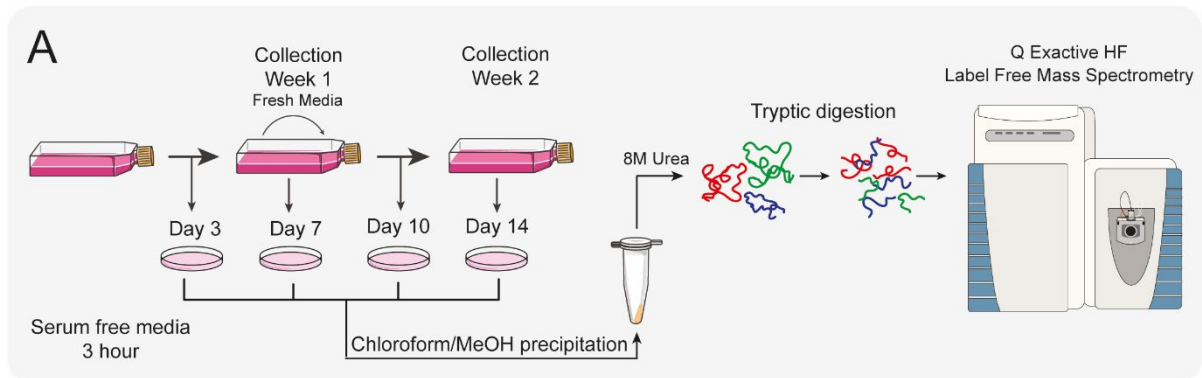 A
Collection
Week 1
Fresh Media
Collection
Week 2
Day 3
Day 7
Day 10
Day 14
Serum free media
3 hour
Chloroform/MeOH precipitation
8M Urea
Tryptic digestion
Q Exactive HF
Label Free Mass Spectrometry